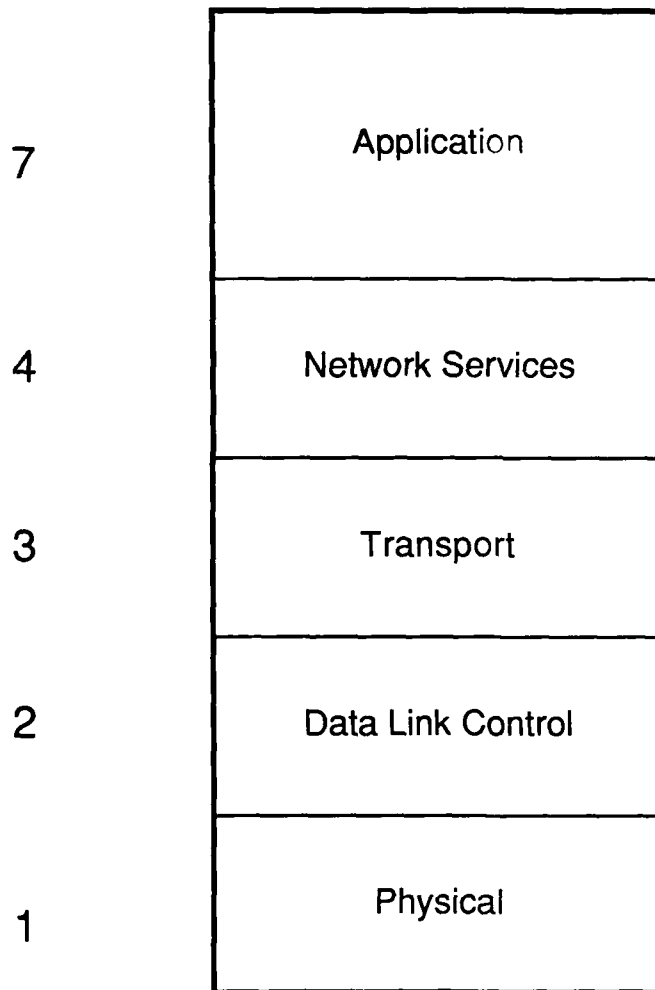 7 Application
4 Network Services
3 Transport
2 Data Link Control
1 Physical